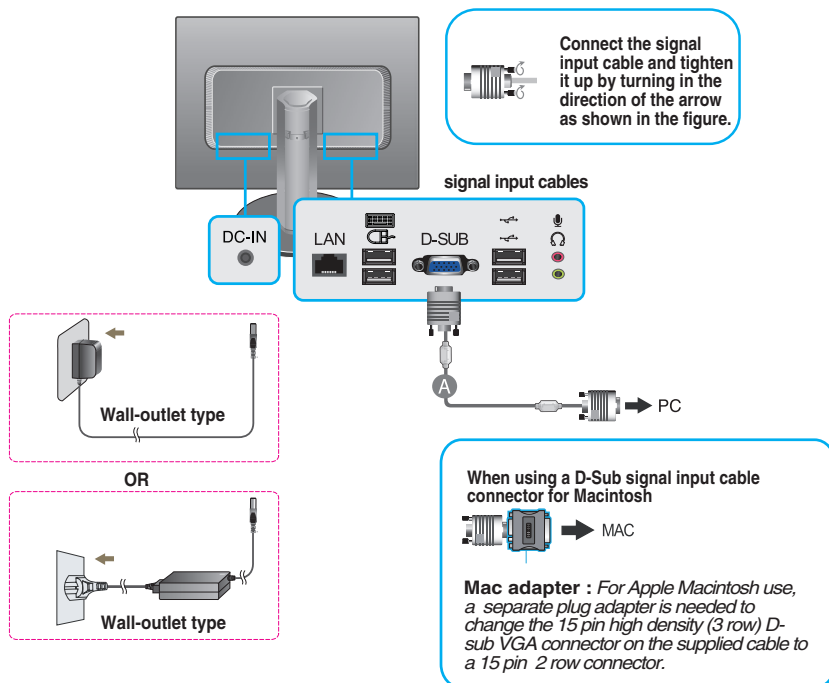 Connect the signal
input cable and tighten
it up by turning in the
direction of the arrow
as shown in the figure.
signal input cables
DC-IN
LAN
D-SUB
A
PC
Wall-outlet type
OR
Wall-outlet type
When using a D-Sub signal input cable
connector for Macintosh
MAC
Mac adapter : For Apple Macintosh use,
a separate plug adapter is needed to
change the 15 pin high density (3 row) D-
sub VGA connector on the supplied cable to
a 15 pin 2 row connector.